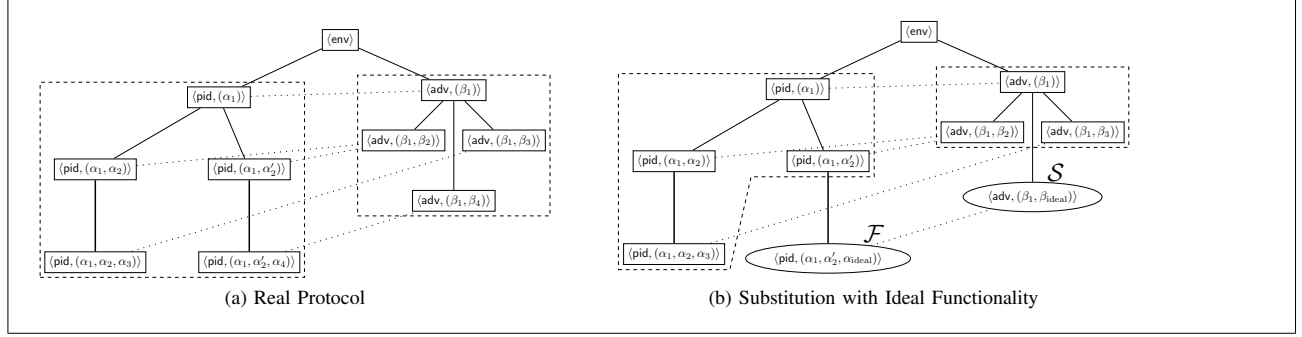 ⟨env⟩
⟨pid, (α₁)⟩
⟨adv, (β₁)⟩
⟨adv, (β₁, β₂)⟩
⟨adv, (β₁, β₃)⟩
⟨pid, (α₁, α₂)⟩
⟨pid, (α₁, α′₂)⟩
⟨adv, (β₁, β₄)⟩
⟨pid, (α₁, α₂, α₃)⟩
⟨pid, (α₁, α′₂, α₄)⟩
(a) Real Protocol
⟨env⟩
⟨pid, (α₁)⟩
⟨adv, (β₁)⟩
⟨adv, (β₁, β₂)⟩
⟨adv, (β₁, β₃)⟩
⟨pid, (α₁, α₂)⟩
⟨pid, (α₁, α′₂)⟩
S
⟨adv, (β₁, β_ideal)⟩
F
⟨pid, (α₁, α₂, α₃)⟩
⟨pid, (α₁, α′₂, α_ideal)⟩
(b) Substitution with Ideal Functionality